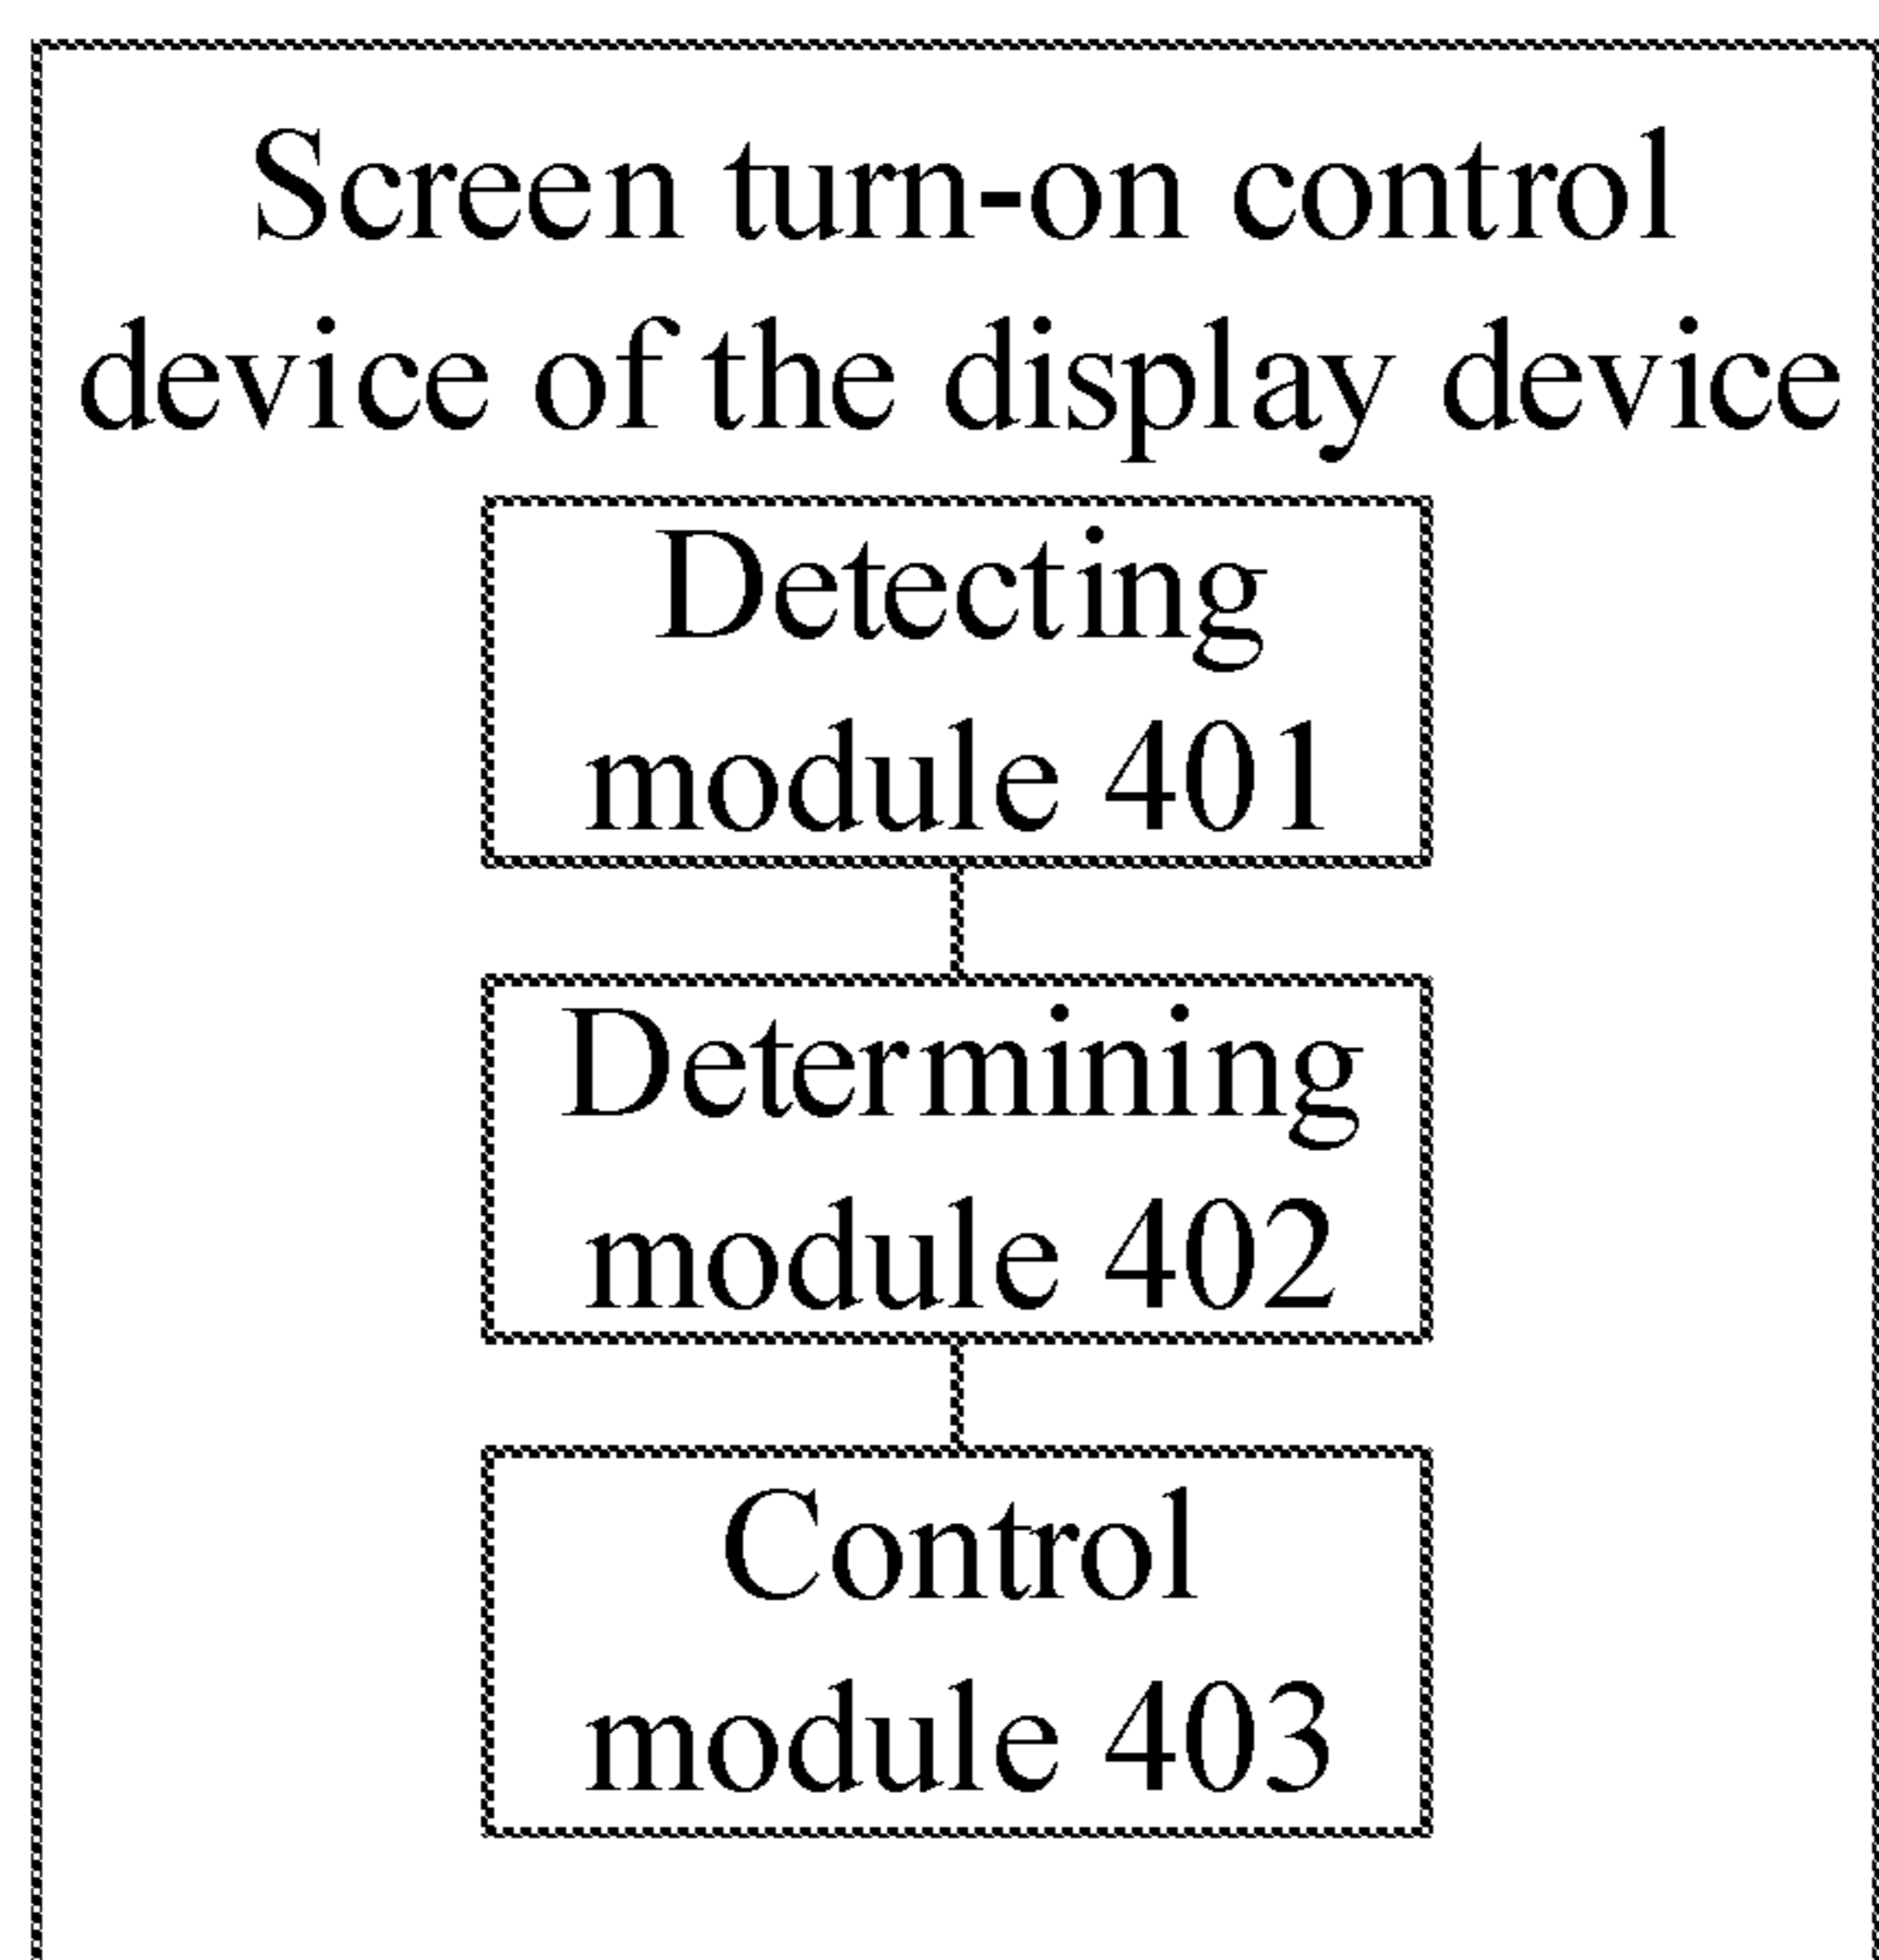 Screen turn-on control
device of the display device
Detecting
module 401
Determining
module 402
Control
module 403